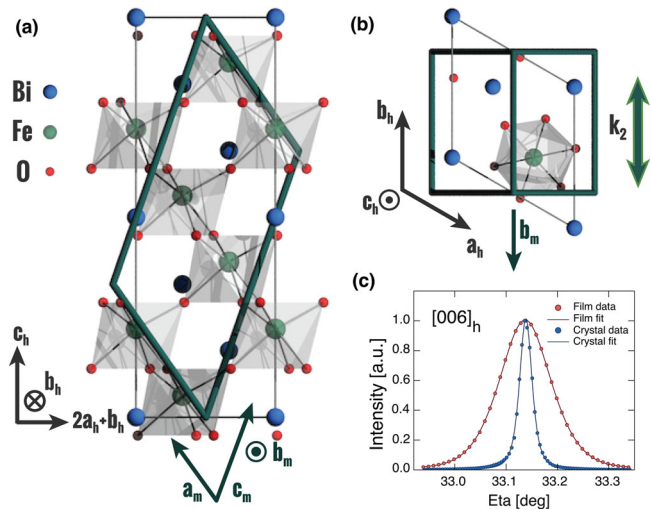 (a)
Bi
Fe
O
c_h
b_h
2a_h+b_h
a_m
c_m
b_m
(b)
b_h
c_h
a_h
b_m
k_2
(c)
[006]_h
Film data
Film fit
Crystal data
Crystal fit
Intensity [a.u.]
1.0
0.8
0.6
0.4
0.2
0.0
33.0
33.1
33.2
33.3
Eta [deg]